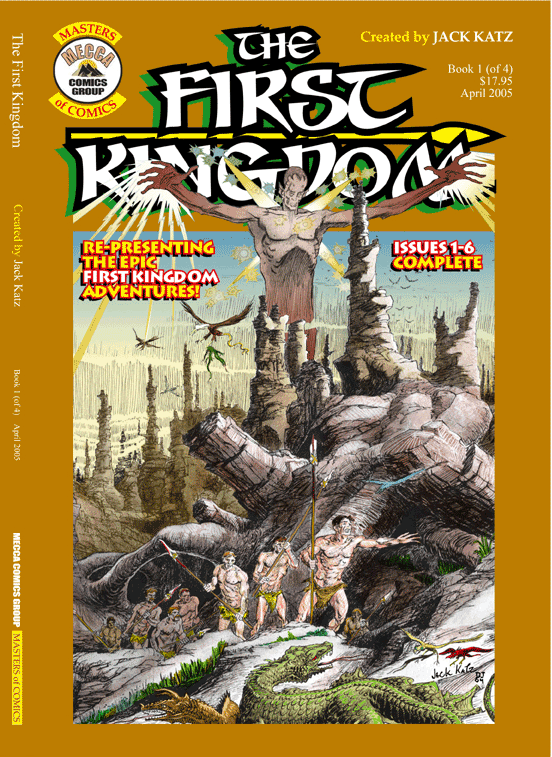 The First Kingdom
Created by Jack Katz
Book 1 (of 4)
April 2005
MECCA COMICS GROUP
MASTERS of COMICS
MASTERS
MECCA
COMICS
GROUP
of COMICS
THE
FIRST
KINGDOM
Created by JACK KATZ
Book 1 (of 4)
$17.95
April 2005
RE-PRESENTING
THE EPIC
FIRST KINGDOM
ADVENTURES!
ISSUES 1-6
COMPLETE
Jack Katz